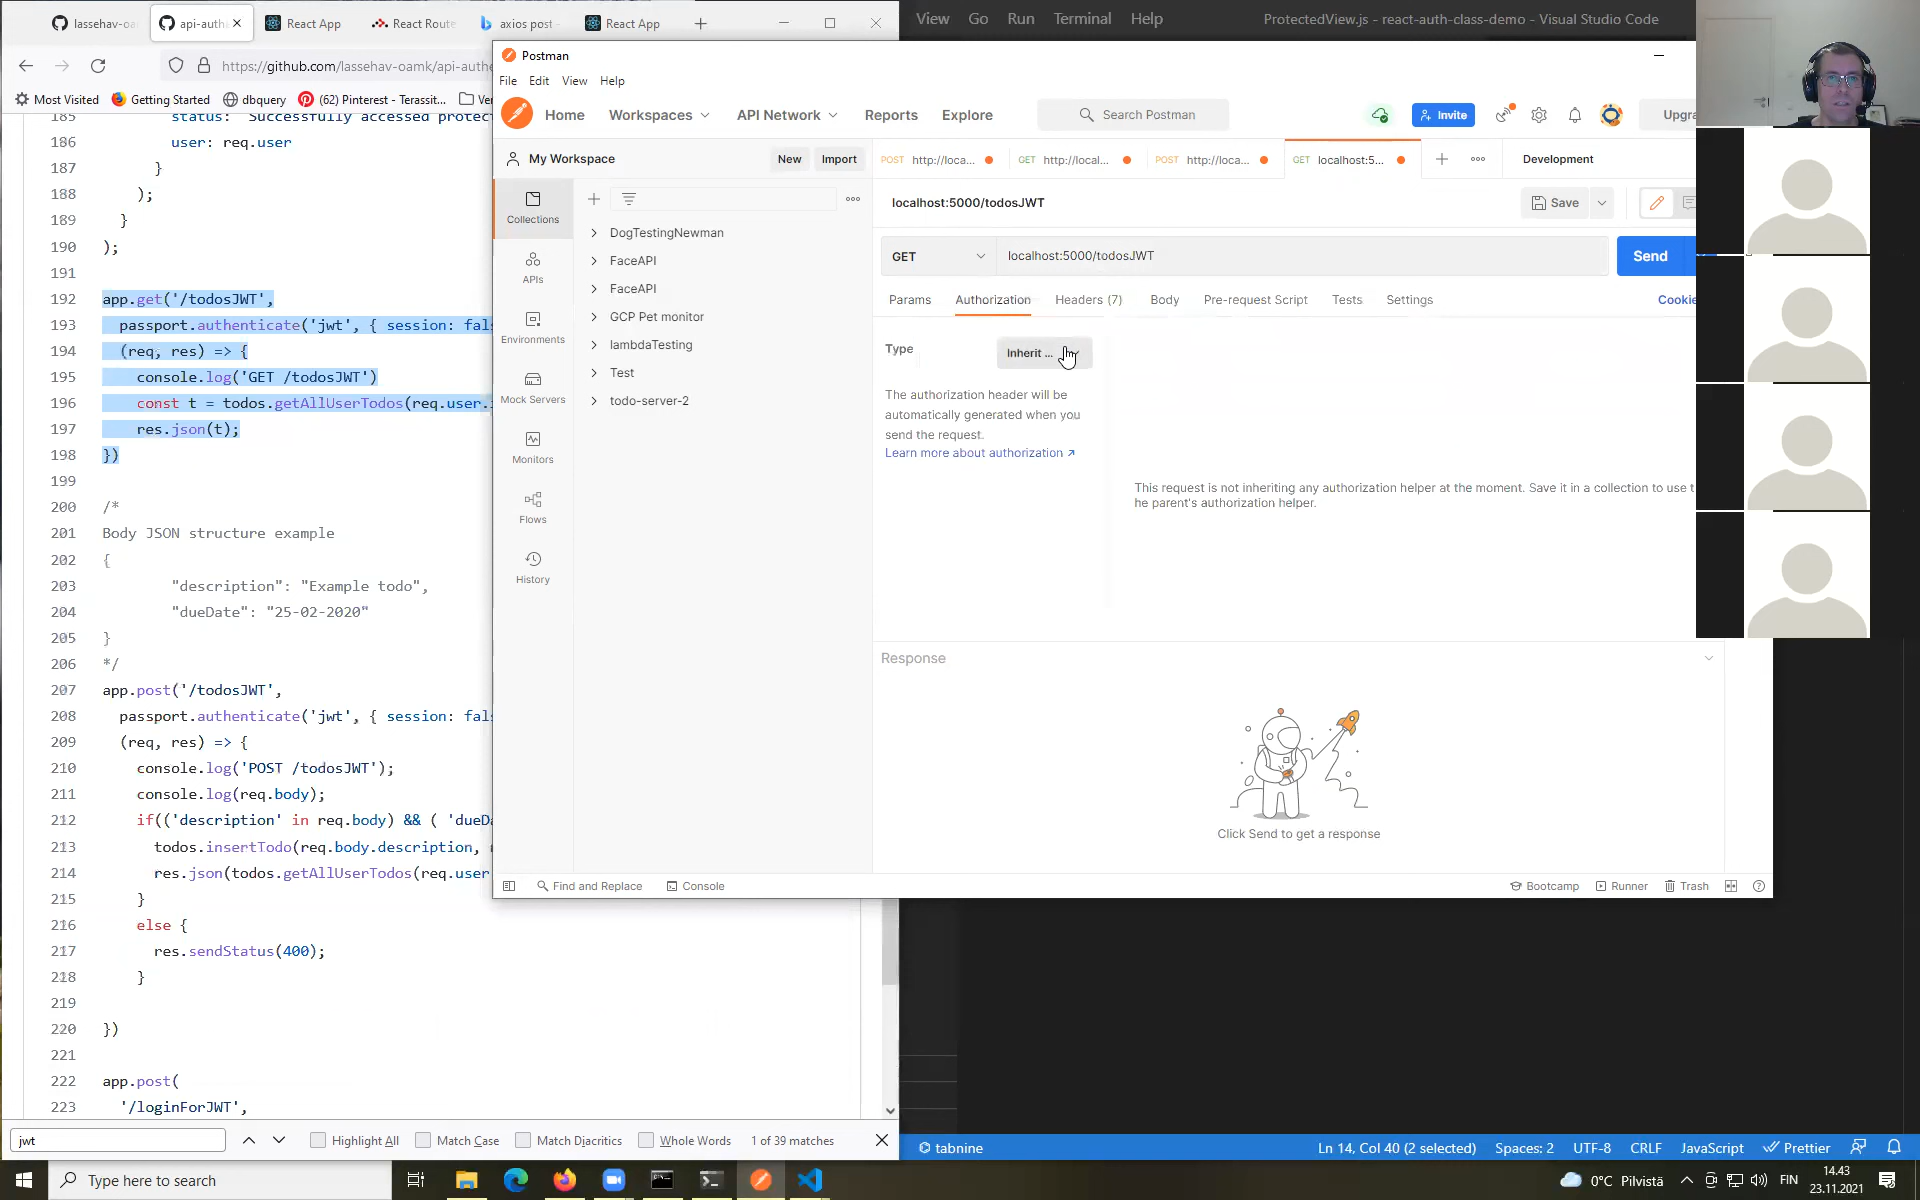 lassehav-oa
api-auth
React App
React Route
axios post
React App
https://github.com/lassehav-oamk/api-auth
Most Visited
Getting Started
dbquery
(62) Pinterest - Terassit...
185 status: "Successfully accessed protec
186 user: req.user
187 }
188 );
189 }
190 );
191
192 app.get('/todosJWT',
193 passport.authenticate('jwt', { session: fals
194 (req, res) => {
195 console.log('GET /todosJWT')
196 const t = todos.getAllUserTodos(req.user.i
197 res.json(t);
198 })
199
200 /*
201 Body JSON structure example
202 {
203 "description": "Example todo",
204 "dueDate": "25-02-2020"
205 }
206 */
207 app.post('/todosJWT',
208 passport.authenticate('jwt', { session: fals
209 (req, res) => {
210 console.log('POST /todosJWT');
211 console.log(req.body);
212 if(('description' in req.body) && ( 'dueDa
213 todos.insertTodo(req.body.description,
214 res.json(todos.getAllUserTodos(req.user
215 }
216 else {
217 res.sendStatus(400);
218 }
219
220 })
221
222 app.post(
223 '/loginForJWT',
jwt
Highlight All
Match Case
Match Diacritics
Whole Words
1 of 39 matches
View Go Run Terminal Help
ProtectedView.js - react-auth-class-demo - Visual Studio Code
Postman
File Edit View Help
Home
Workspaces
API Network
Reports
Explore
Search Postman
Invite
Upgra
My Workspace
New
Import
POST http://loca...
GET http://local...
POST http://loca...
GET localhost:5...
Development
Collections
APIs
Environments
Mock Servers
Monitors
Flows
History
DogTestingNewman
FaceAPI
FaceAPI
GCP Pet monitor
lambdaTesting
Test
todo-server-2
localhost:5000/todosJWT
Save
GET
localhost:5000/todosJWT
Send
Params
Authorization
Headers (7)
Body
Pre-request Script
Tests
Settings
Cookie
Type
Inherit ...
The authorization header will be
automatically generated when you
send the request.
Learn more about authorization
This request is not inheriting any authorization helper at the moment. Save it in a collection to use t
he parent's authorization helper.
Response
Click Send to get a response
Find and Replace
Console
Bootcamp
Runner
Trash
tabnine
Ln 14, Col 40 (2 selected)
Spaces: 2
UTF-8
CRLF
JavaScript
Prettier
Type here to search
0°C Pilvistä
FIN
14.43
23.11.2021